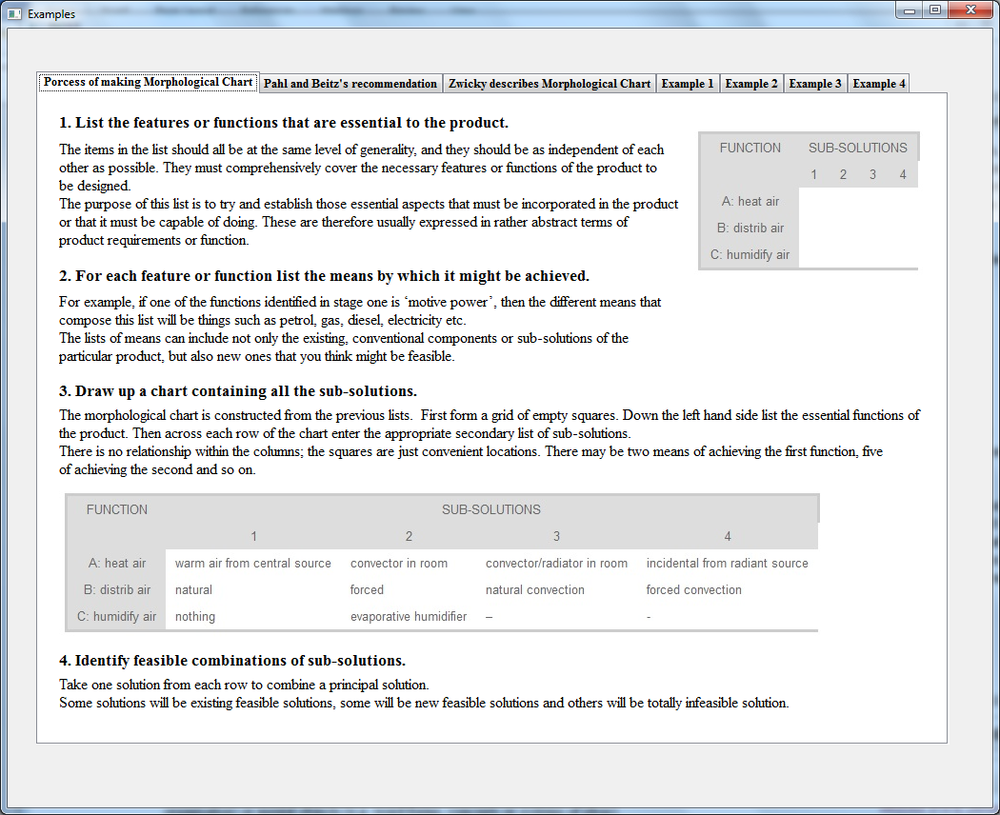 Examples
Porcess of making Morphological Chart Pahl and Beitz's recommendation Zwicky describes Morphological Chart Example 1 Example 2 Example 3 Example 4
1. List the features or functions that are essential to the product.
The items in the list should all be at the same level of generality, and they should be as independent of each
other as possible. They must comprehensively cover the necessary features or functions of the product to
be designed.
The purpose of this list is to try and establish those essential aspects that must be incorporated in the product
or that it must be capable of doing. These are therefore usually expressed in rather abstract terms of
product requirements or function.
FUNCTION SUB-SOLUTIONS
1 2 3 4
A: heat air
B: distrib air
C: humidify air
2. For each feature or function list the means by which it might be achieved.
For example, if one of the functions identified in stage one is ‘motive power’, then the different means that
compose this list will be things such as petrol, gas, diesel, electricity etc.
The lists of means can include not only the existing, conventional components or sub-solutions of the
particular product, but also new ones that you think might be feasible.
3. Draw up a chart containing all the sub-solutions.
The morphological chart is constructed from the previous lists.  First form a grid of empty squares. Down the left hand side list the essential functions of
the product. Then across each row of the chart enter the appropriate secondary list of sub-solutions.
There is no relationship within the columns; the squares are just convenient locations. There may be two means of achieving the first function, five
of achieving the second and so on.
FUNCTION SUB-SOLUTIONS
1 2 3 4
A: heat air warm air from central source convector in room convector/radiator in room incidental from radiant source
B: distrib air natural forced natural convection forced convection
C: humidify air nothing evaporative humidifier – -
4. Identify feasible combinations of sub-solutions.
Take one solution from each row to combine a principal solution.
Some solutions will be existing feasible solutions, some will be new feasible solutions and others will be totally infeasible solution.